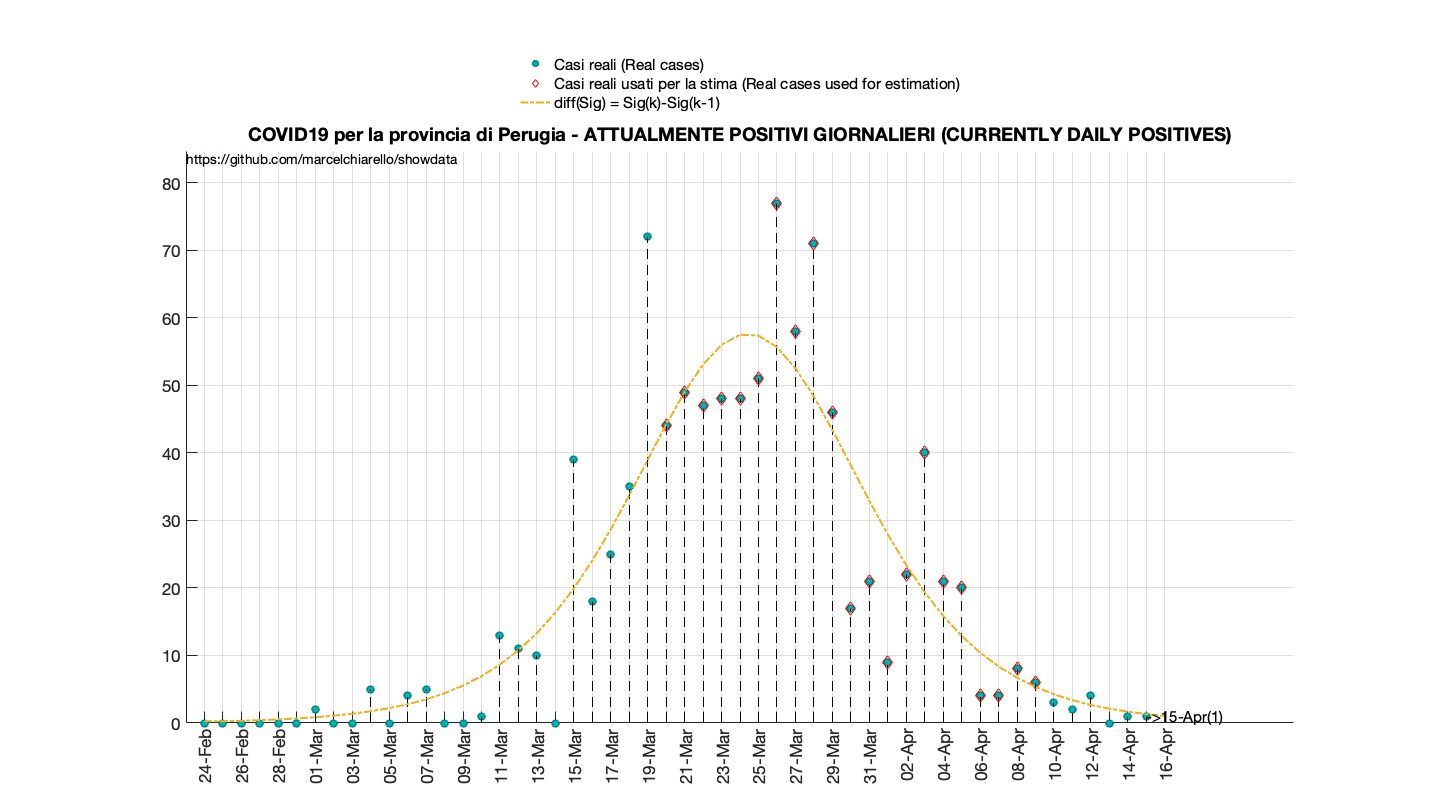 Casi reali (Real cases)
Casi reali usati per la stima (Real cases used for estimation)
diff(Sig) = Sig(k)-Sig(k-1)
COVID19 per la provincia di Perugia - ATTUALMENTE POSITIVI GIORNALIERI (CURRENTLY DAILY POSITIVES)
https://github.com/marcelchiarello/showdata
80
70
60
50
40
30
20
10
0
>15-Apr(1)
24-Feb
26-Feb
28-Feb
01-Mar
03-Mar
05-Mar
07-Mar
09-Mar
11-Mar
13-Mar
15-Mar
17-Mar
19-Mar
21-Mar
23-Mar
25-Mar
27-Mar
29-Mar
31-Mar
02-Apr
04-Apr
06-Apr
08-Apr
10-Apr
12-Apr
14-Apr
16-Apr